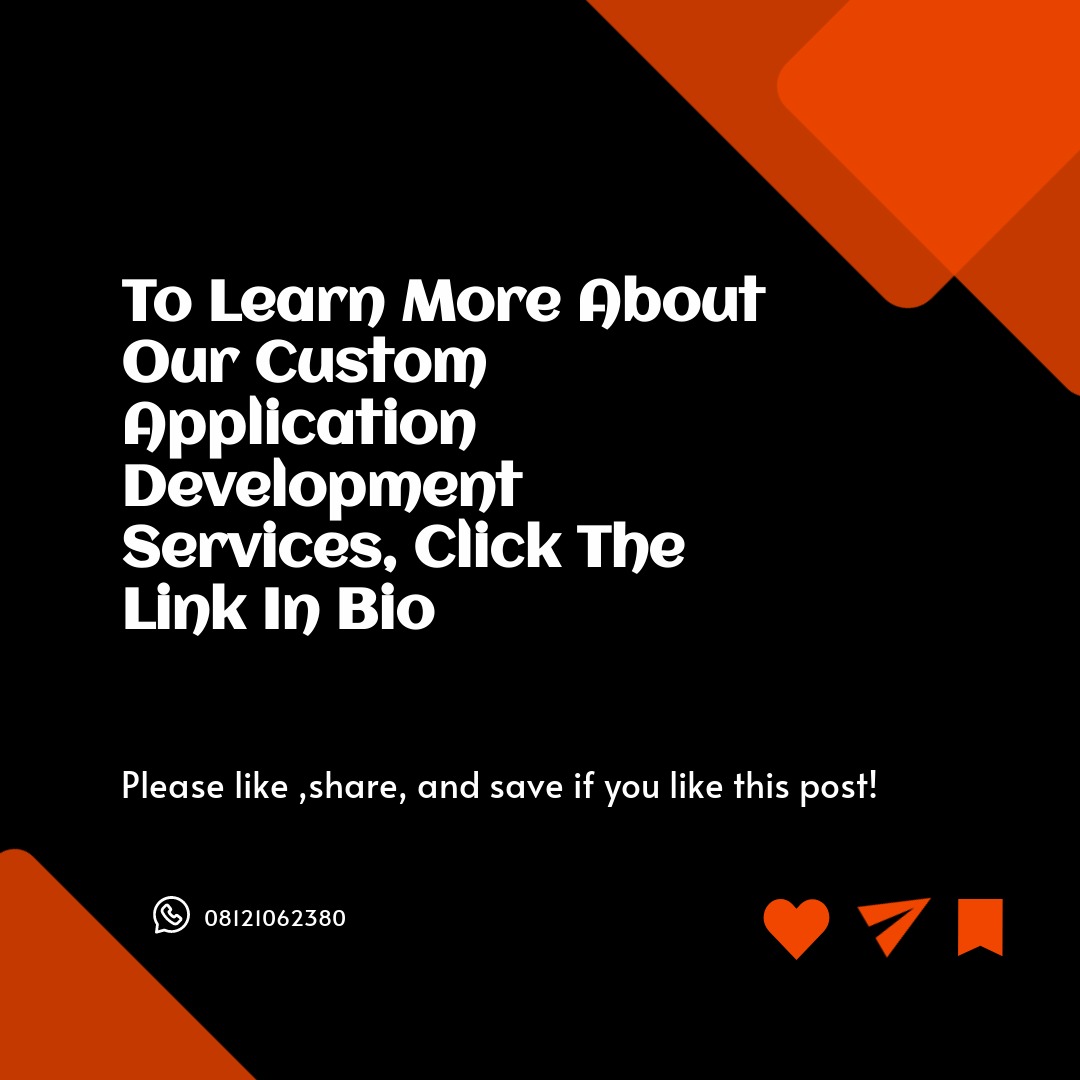 To Learn More About
Our Custom
Application
Development
Services, Click The
Link In Bio
Please like ,share, and save if you like this post!
08121062380